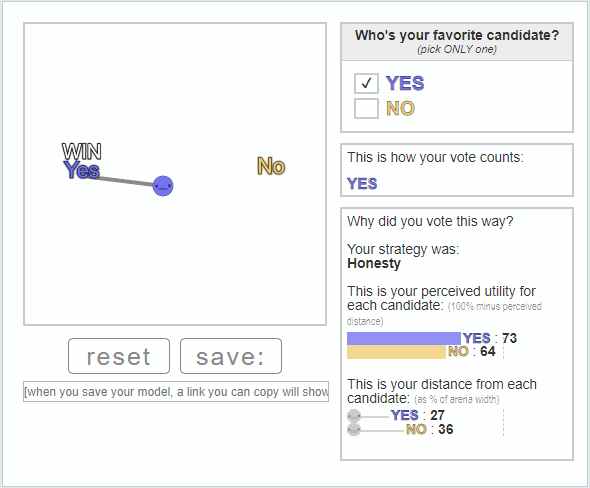 WIN
Yes
No
reset
save:
[when you save your model, a link you can copy will show
Who's your favorite candidate?
(pick ONLY one)
✓ YES
NO
This is how your vote counts:
YES
Why did you vote this way?
Your strategy was:
Honesty
This is your perceived utility for
each candidate: (100% minus perceived
distance)
YES : 73
NO : 64
This is your distance from each
candidate: (as % of arena width)
YES : 27
NO : 36